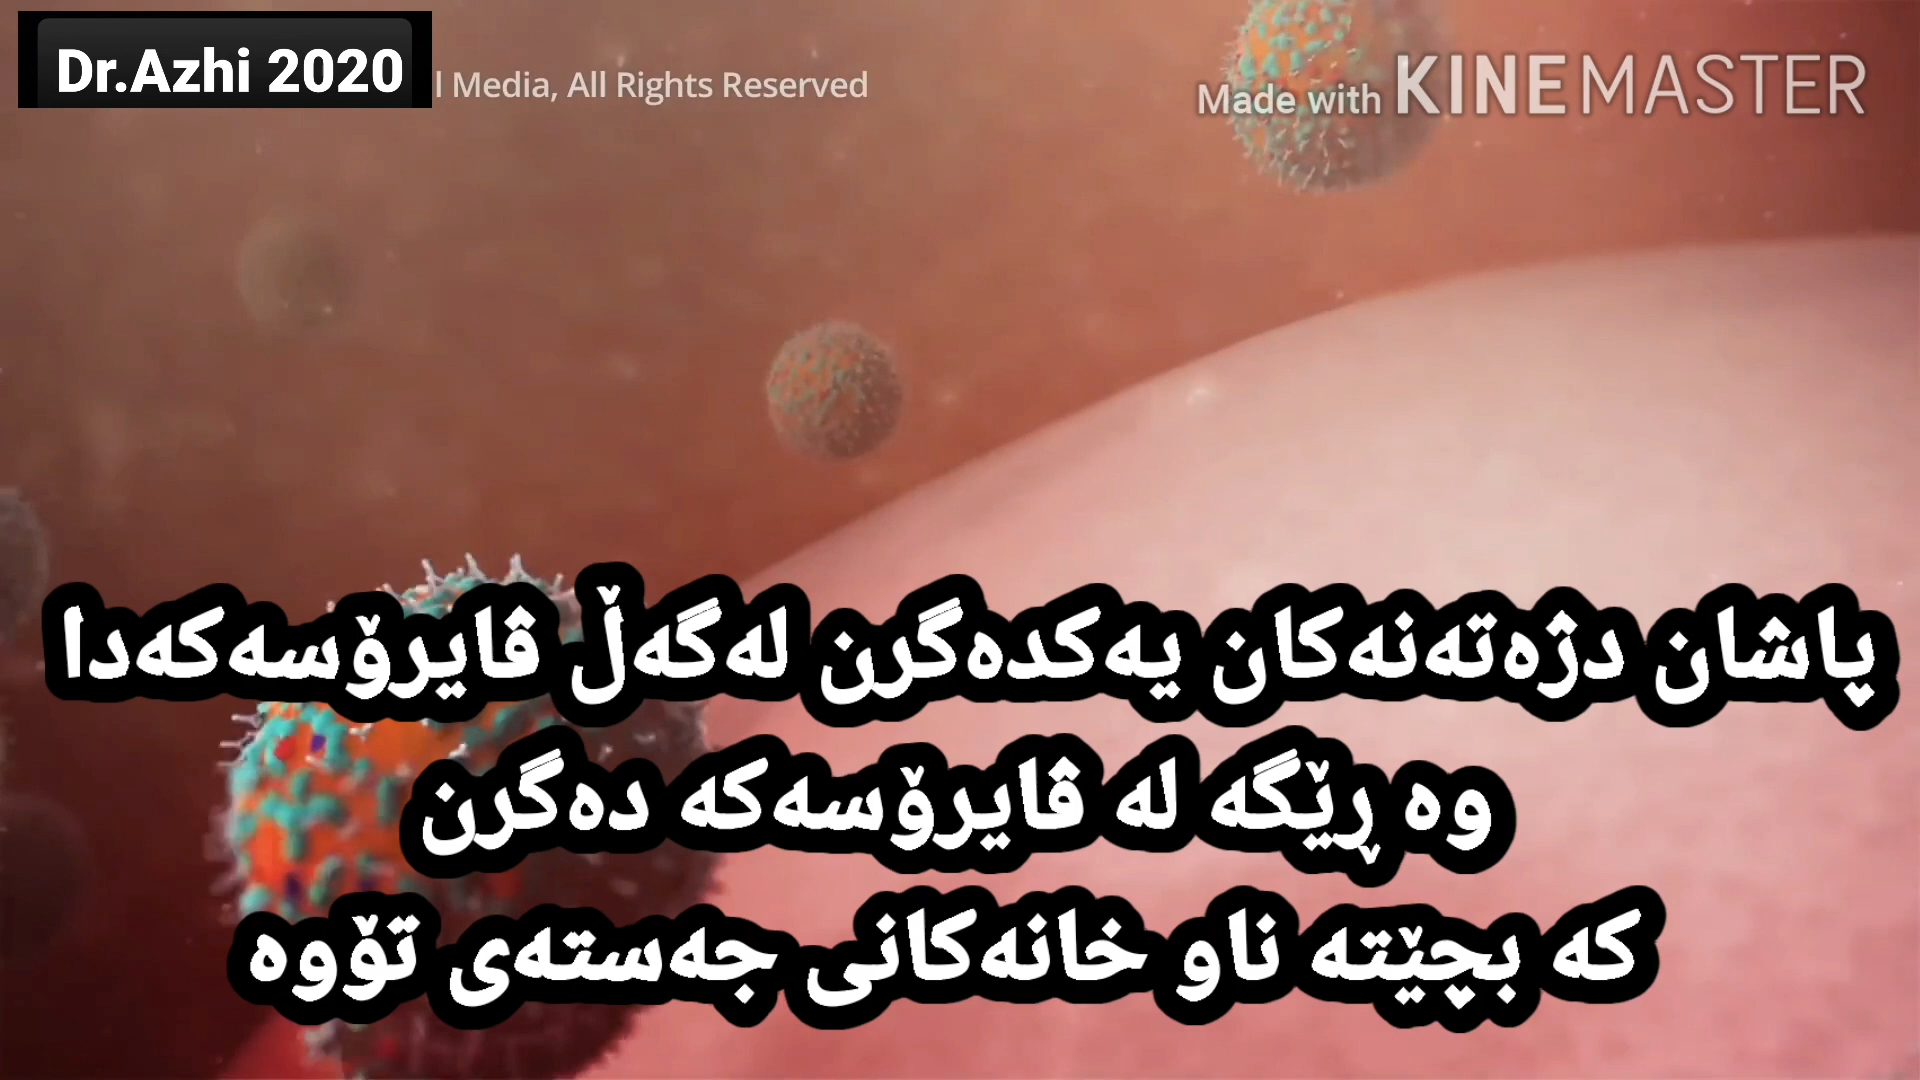 Dr.Azhi 2020
l Media, All Rights Reserved
Made with KINEMASTER
پاشان دژەتەنەکان یەکدەگرن لەگەڵ ڤایرۆسەکەدا
وە ڕێگە لە ڤایرۆسەکە دەگرن
کە بچێتە ناو خانەکانی جەستەی تۆوە